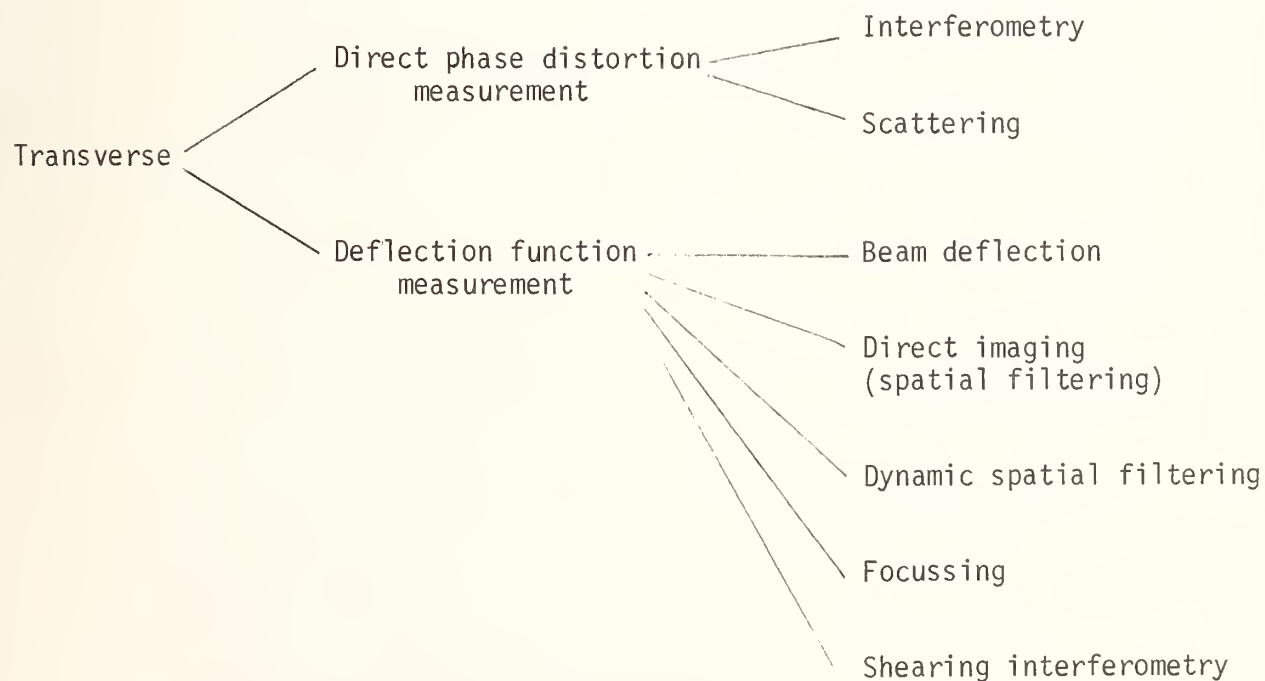 Transverse
Direct phase distortion
measurement
Interferometry
Scattering
Deflection function
measurement
Beam deflection
Direct imaging
(spatial filtering)
Dynamic spatial filtering
Focussing
Shearing interferometry